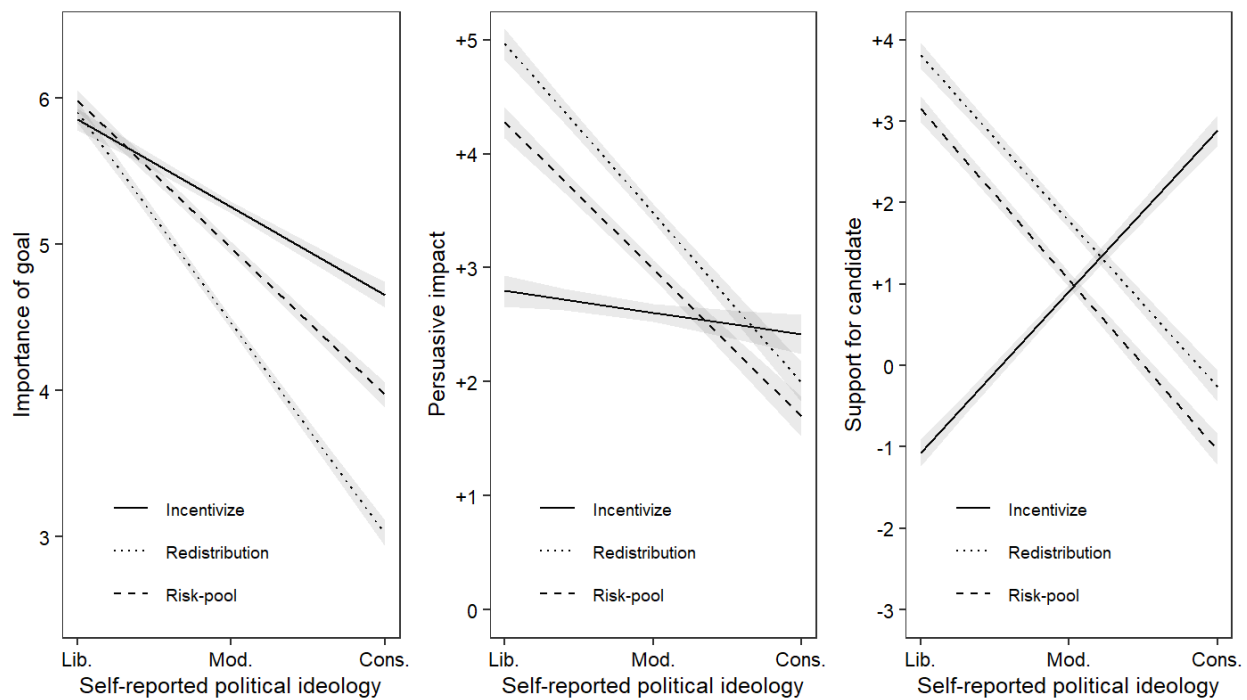 Importance of goal
6
5
4
3
Incentivize
Redistribution
Risk-pool
Lib. Mod. Cons.
Self-reported political ideology
Persuasive impact
+5
+4
+3
+2
+1
0
Incentivize
Redistribution
Risk-pool
Lib. Mod. Cons.
Self-reported political ideology
Support for candidate
+4
+3
+2
+1
0
-1
-2
-3
Incentivize
Redistribution
Risk-pool
Lib. Mod. Cons.
Self-reported political ideology